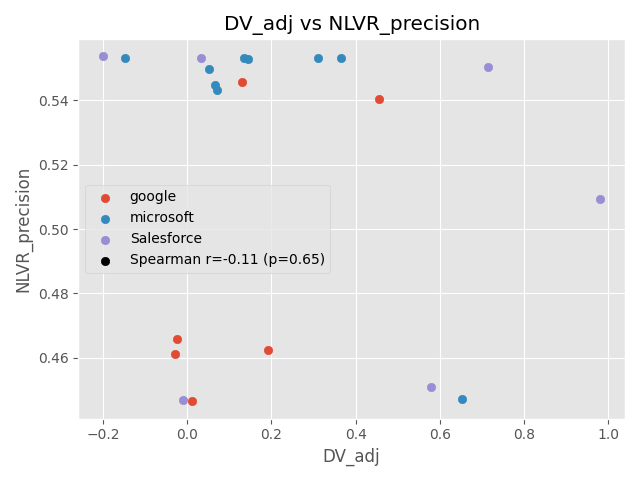 DV_adj vs NLVR_precision
NLVR_precision
0.54
0.52
0.50
0.48
0.46
google
microsoft
Salesforce
Spearman r=-0.11 (p=0.65)
−0.2
0.0
0.2
0.4
0.6
0.8
1.0
DV_adj